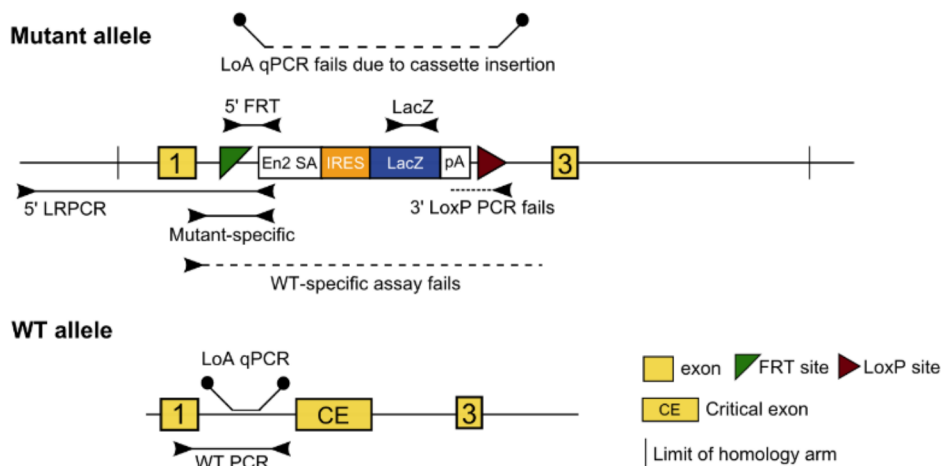 Mutant allele
LoA qPCR fails due to cassette insertion
5' FRT
LacZ
1
En2 SA
IRES
LacZ
pA
3
5' LRPCR
3' LoxP PCR fails
Mutant-specific
WT-specific assay fails
WT allele
LoA qPCR
1
CE
3
WT PCR
exon
FRT site
LoxP site
CE
Critical exon
Limit of homology arm